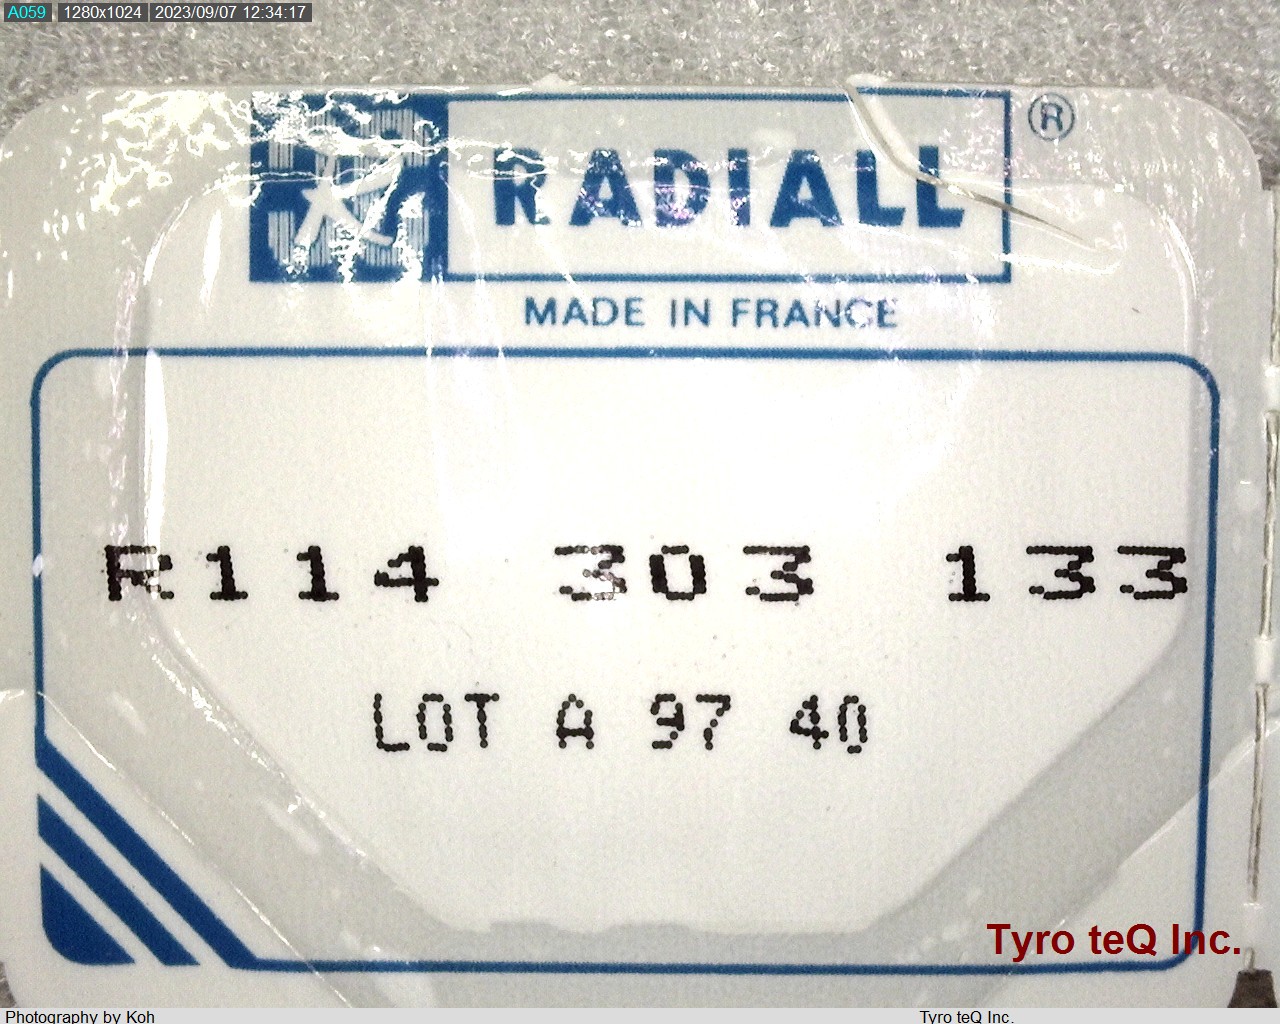 A059 1280x1024 2023/09/07 12:34:17
RADIALL ®
MADE IN FRANCE
R114 303 133
LOT A 97 40
Tyro teQ Inc.
Photography by Koh Tyro teQ Inc.